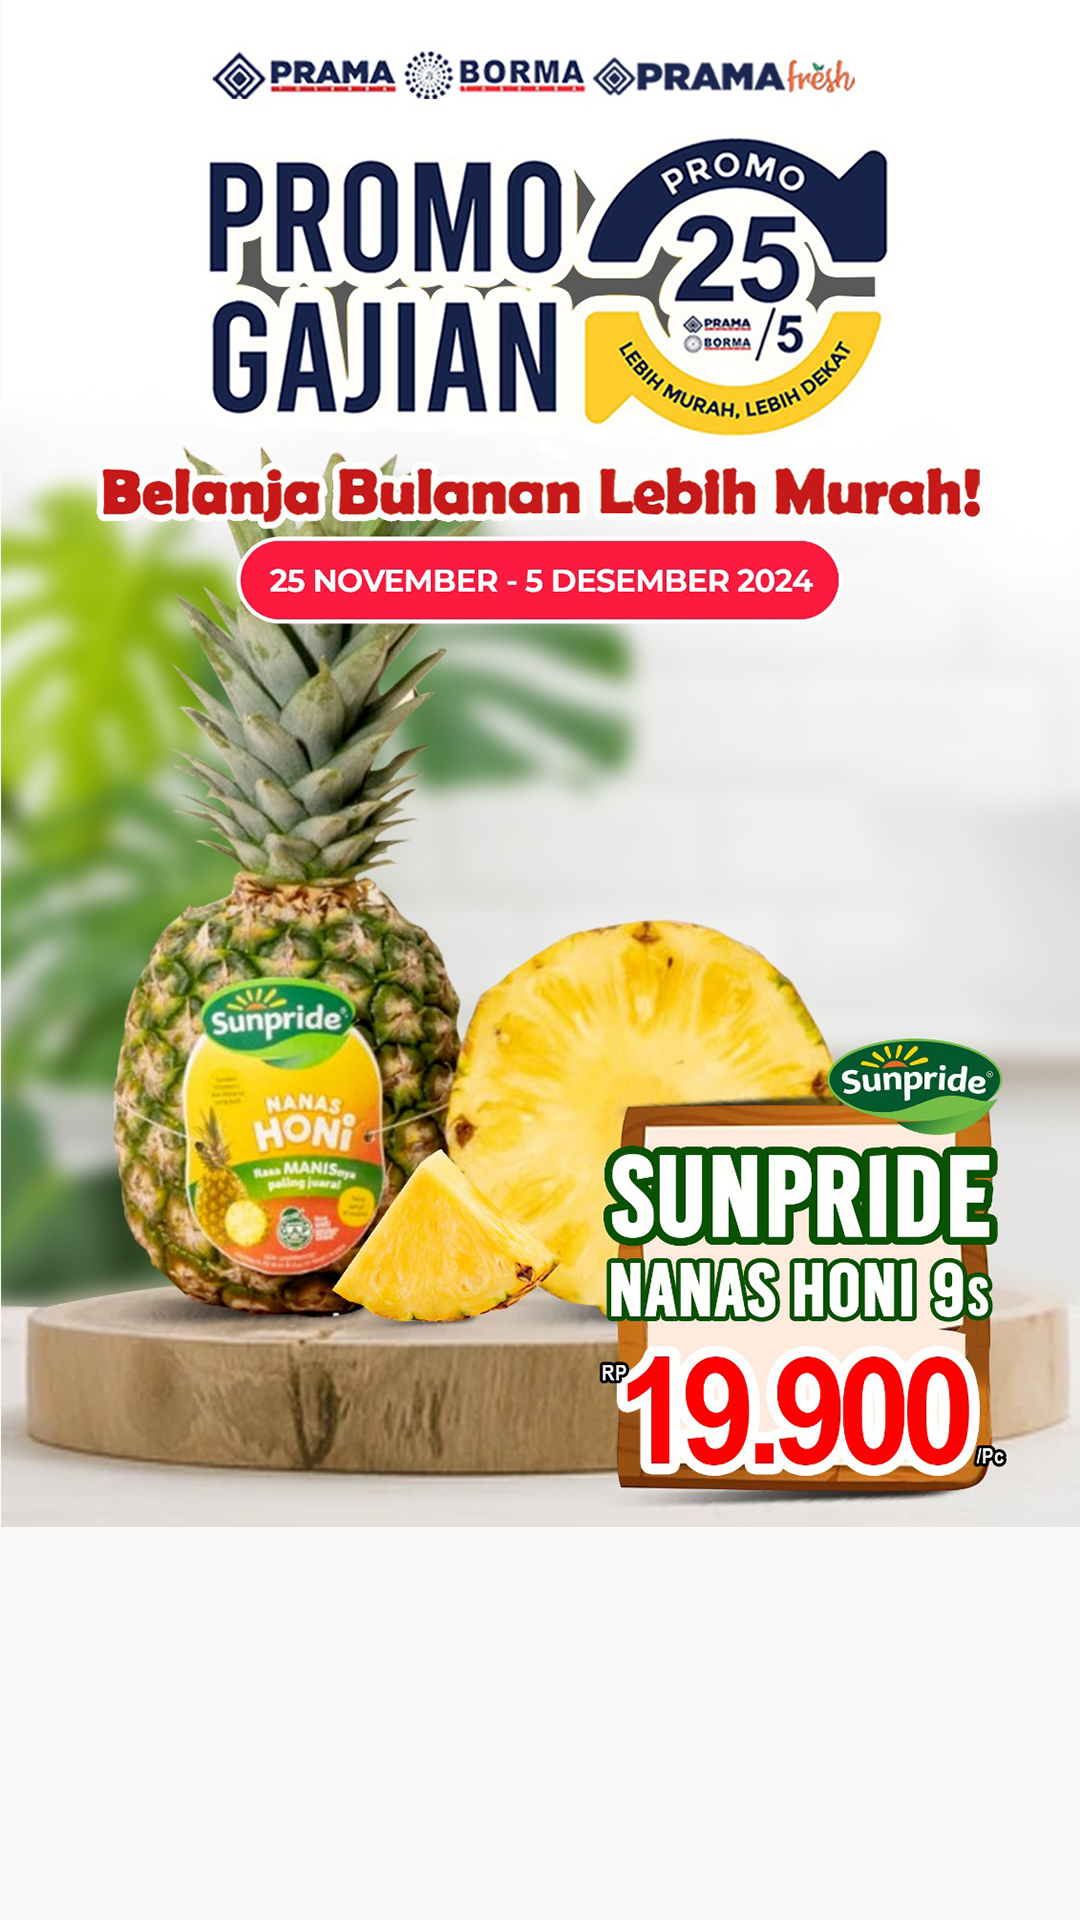 PRAMA BORMA PRAMA fresh
PROMO
GAJIAN
PROMO
25
/5
PRAMA
BORMA
LEBIH MURAH, LEBIH DEKAT
Belanja Bulanan Lebih Murah!
25 NOVEMBER - 5 DESEMBER 2024
Sunpride
NANAS
HONi
Rasa MANISnya
paling juara!
Sunpride
SUNPRIDE
NANAS HONI 9s
RP 19.900 /Pc